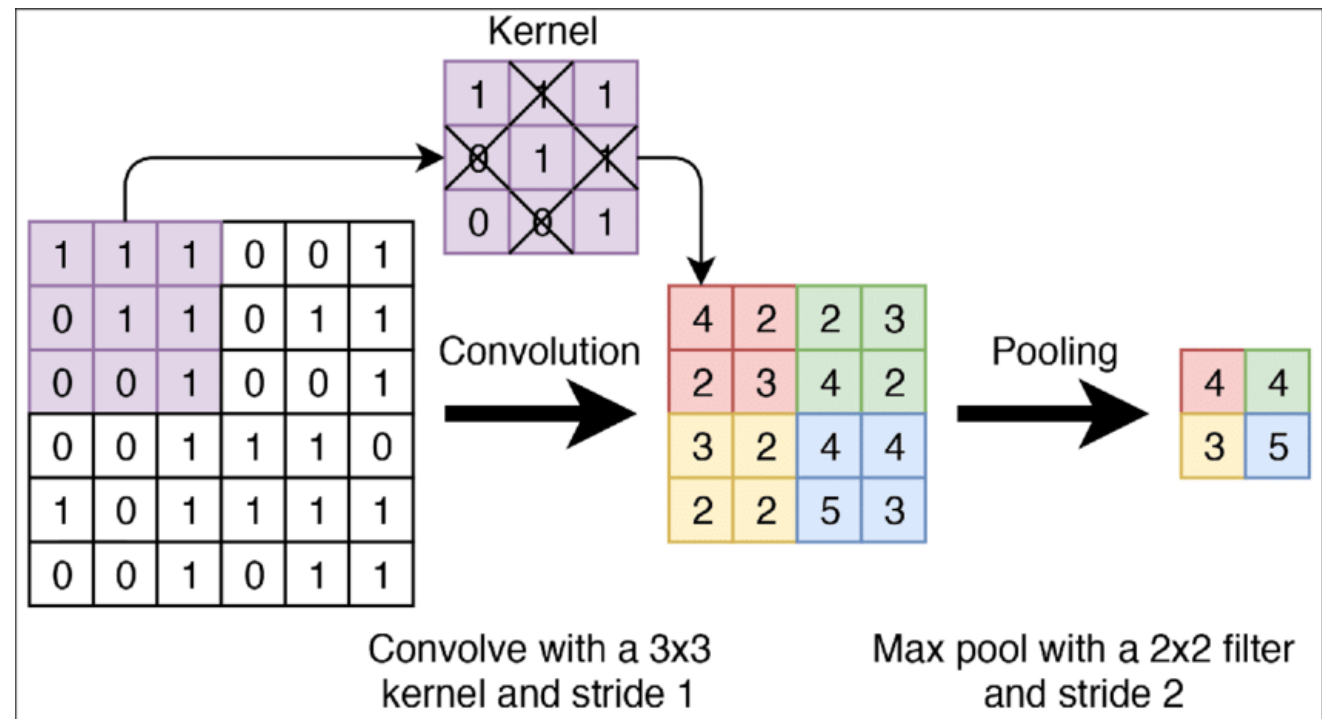 Kernel
1 1 1
0 1 1
0 0 1
1 1 1 0 0 1
0 1 1 0 1 1
0 0 1 0 0 1
0 0 1 1 1 0
1 0 1 1 1 1
0 0 1 0 1 1
Convolution
4 2 2 3
2 3 4 2
3 2 4 4
2 2 5 3
Pooling
4 4
3 5
Convolve with a 3x3
kernel and stride 1
Max pool with a 2x2 filter
and stride 2